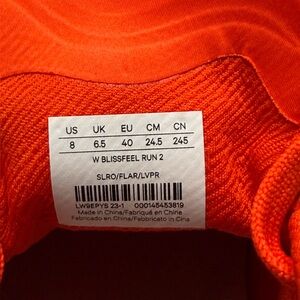 US UK EU CM CN
8 6.5 40 24.5 245
W BLISSFEEL RUN 2
SLRO/FLAR/LVPR
LW9EPYS 23-1 000145453819
Made in China/Fabriqué en Chine
Fabricado en China/Fabbricato in Cina